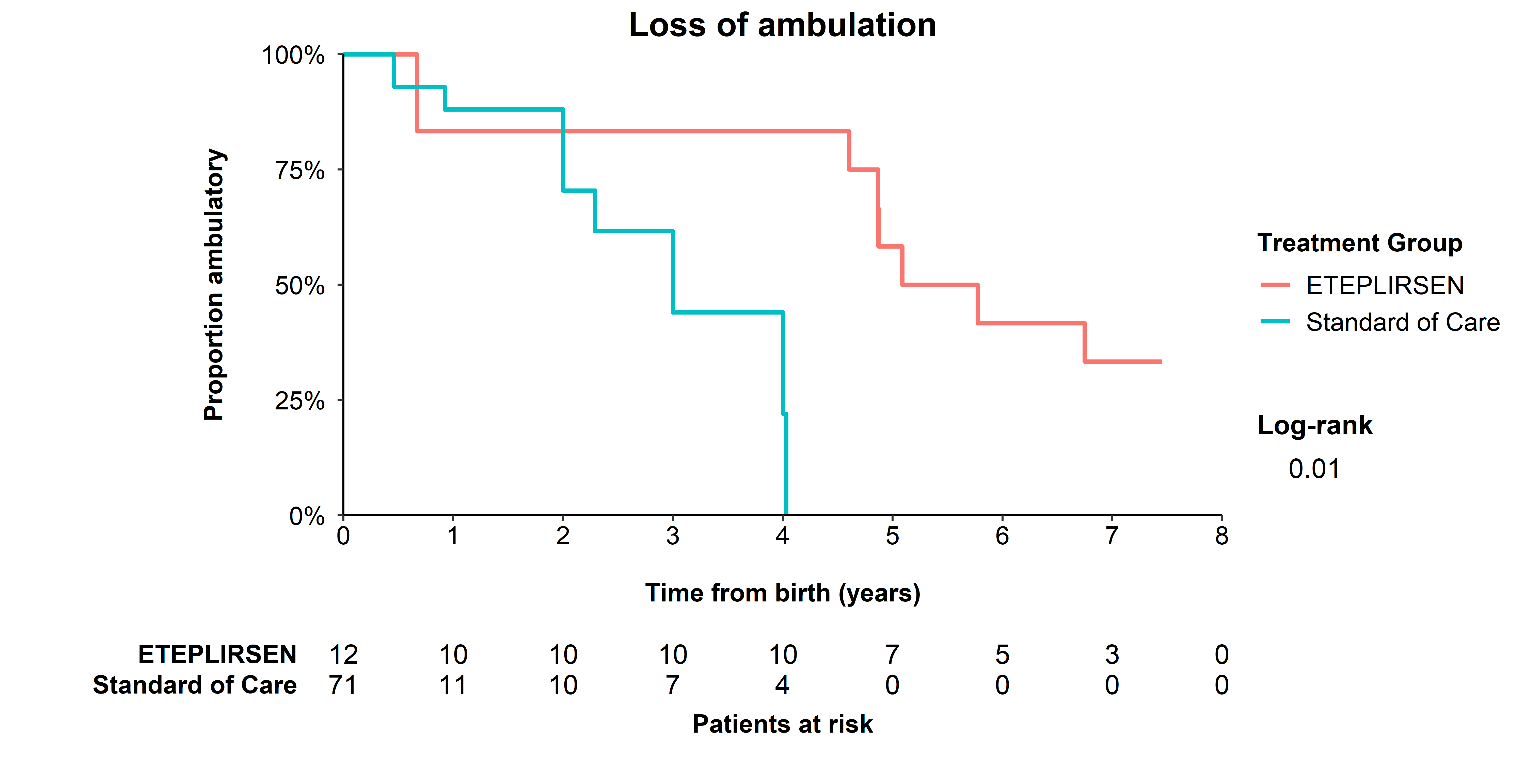 Loss of ambulation
Proportion ambulatory
100%
75%
50%
25%
0%
0 1 2 3 4 5 6 7 8
Time from birth (years)
Treatment Group
ETEPLIRSEN
Standard of Care
Log-rank
0.01
ETEPLIRSEN 12 10 10 10 10 7 5 3 0
Standard of Care 71 11 10 7 4 0 0 0 0
Patients at risk